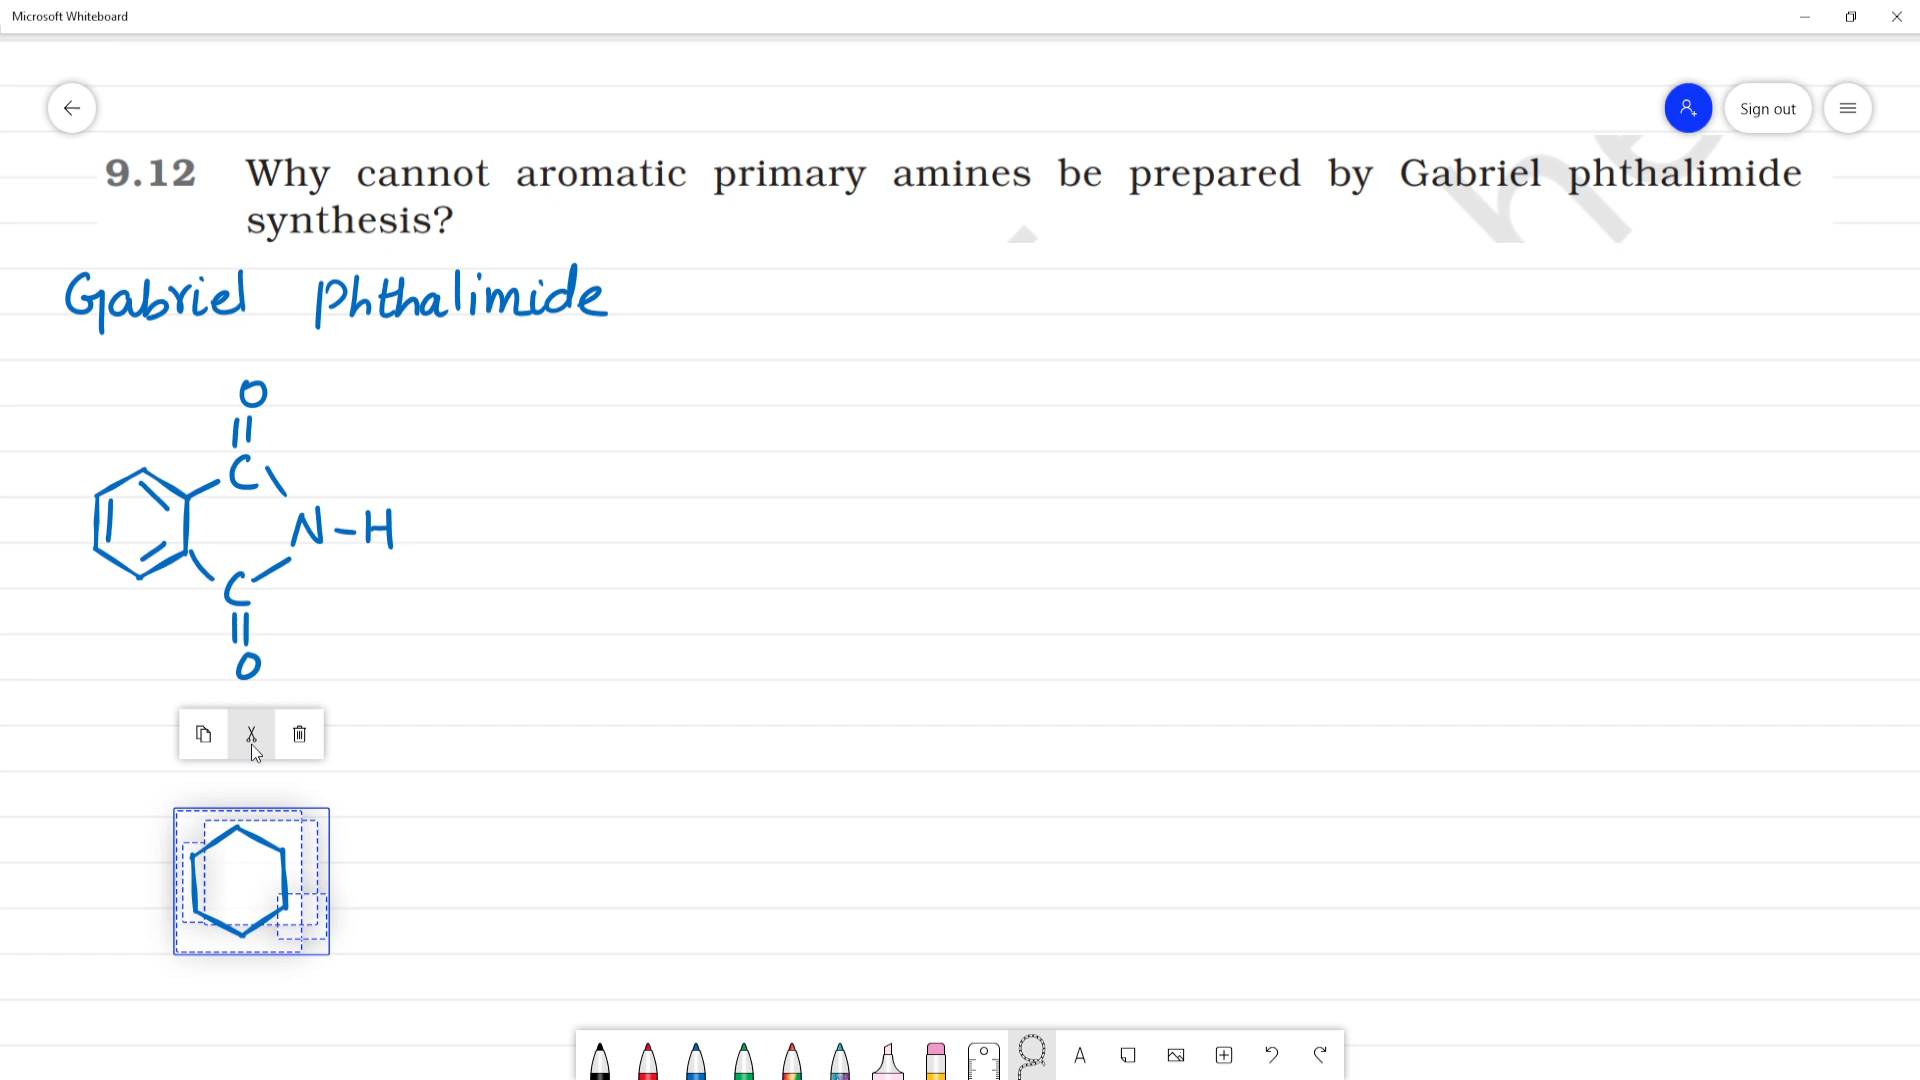 Microsoft Whiteboard
Sign out
9.12 Why cannot aromatic primary amines be prepared by Gabriel phthalimide
synthesis?
Gabriel phthalimide
O
C
N-H
C
O
A